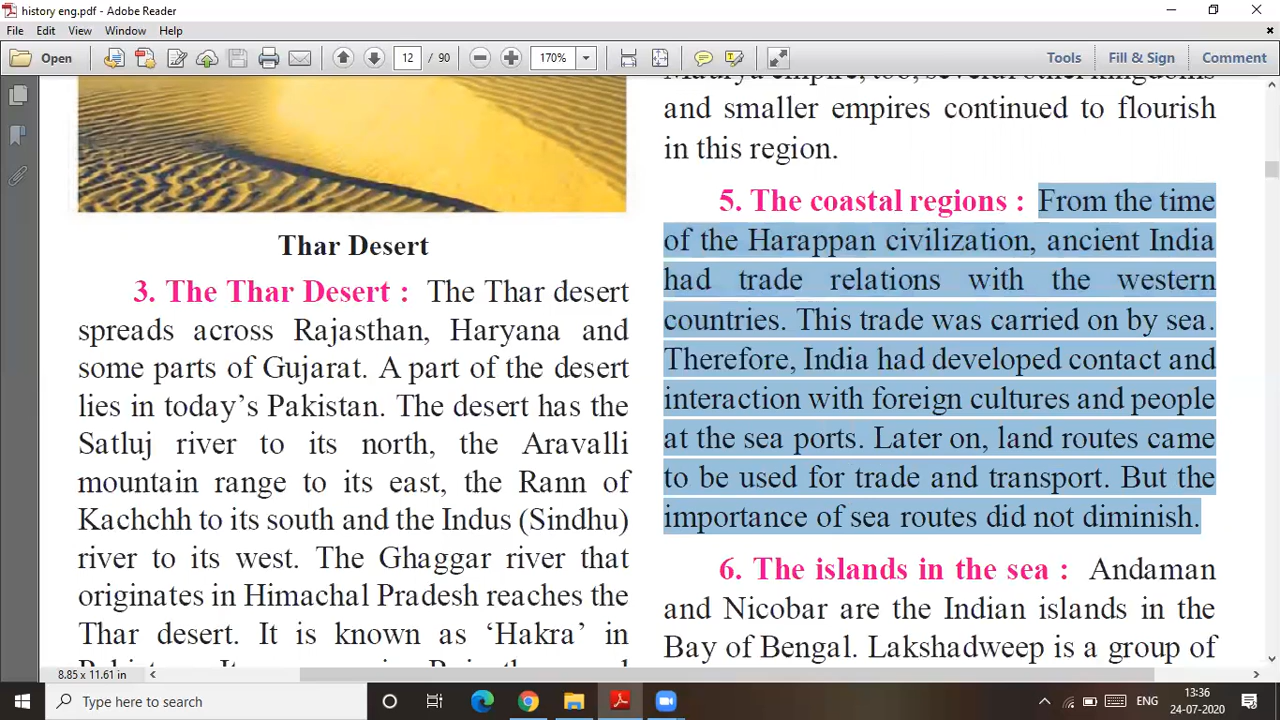 history eng.pdf - Adobe Reader
File Edit View Window Help
Open
12 / 90
170%
Tools
Fill & Sign
Comment
Thar Desert
3. The Thar Desert : The Thar desert
spreads across Rajasthan, Haryana and
some parts of Gujarat. A part of the desert
lies in today’s Pakistan. The desert has the
Satluj river to its north, the Aravalli
mountain range to its east, the Rann of
Kachchh to its south and the Indus (Sindhu)
river to its west. The Ghaggar river that
originates in Himachal Pradesh reaches the
Thar desert. It is known as ‘Hakra’ in
and smaller empires continued to flourish
in this region.
5. The coastal regions : From the time
of the Harappan civilization, ancient India
had trade relations with the western
countries. This trade was carried on by sea.
Therefore, India had developed contact and
interaction with foreign cultures and people
at the sea ports. Later on, land routes came
to be used for trade and transport. But the
importance of sea routes did not diminish.
6. The islands in the sea : Andaman
and Nicobar are the Indian islands in the
Bay of Bengal. Lakshadweep is a group of
8.85 x 11.61 in
Type here to search
ENG
13:36
24-07-2020